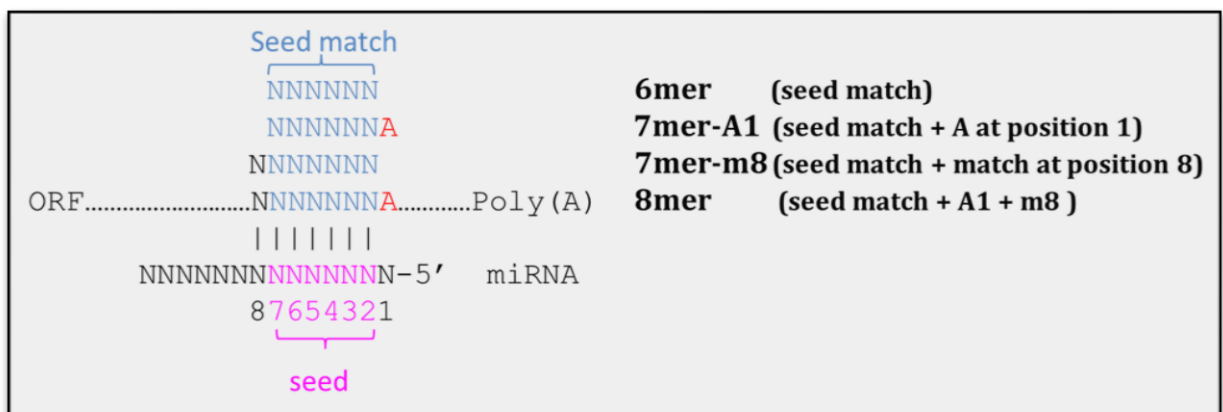 Seed match
NNNNNN 6mer (seed match)
NNNNNNA 7mer-A1 (seed match + A at position 1)
NNNNNNN 7mer-m8 (seed match + match at position 8)
ORF...........................NNNNNNNA............Poly(A) 8mer (seed match + A1 + m8 )
| | | | | | |
NNNNNNNNNNNNNN-5′ miRNA
87654321
seed